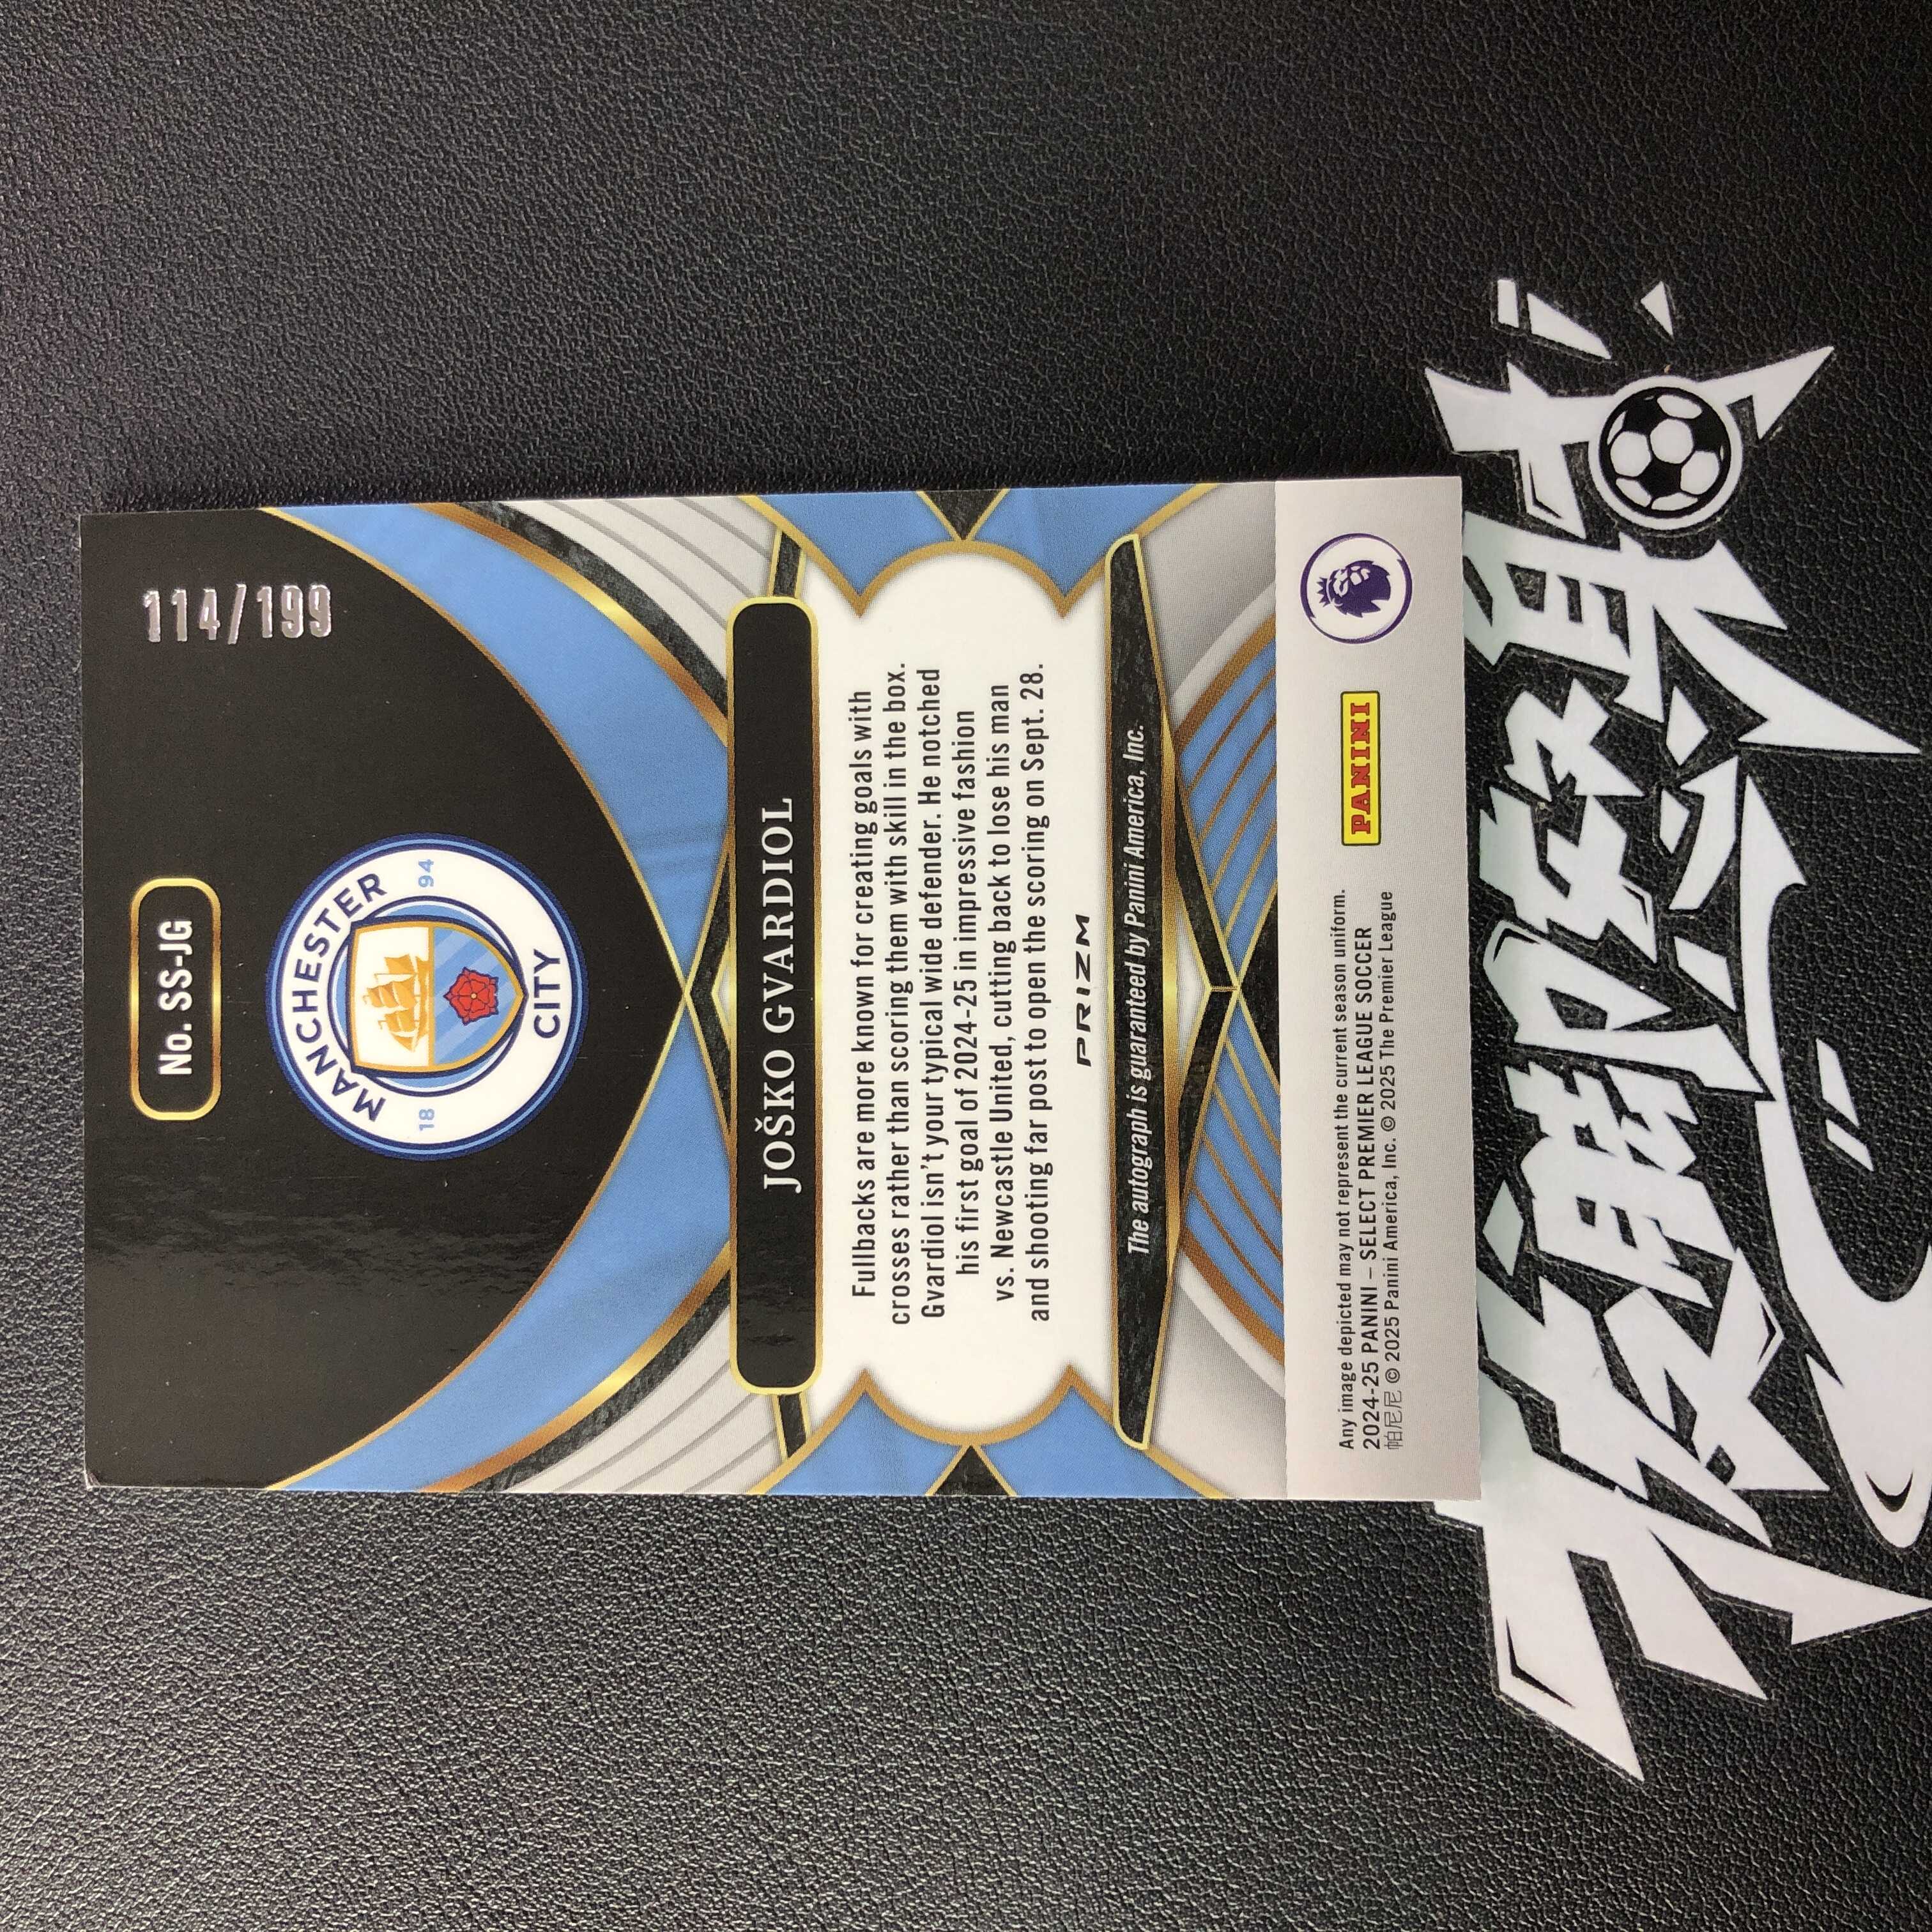 114/199
No. SS-JG
MANCHESTER
18 94
CITY
JOŠKO GVARDIOL
Fullbacks are more known for creating goals with
crosses rather than scoring them with skill in the box.
Gvardiol isn't your typical wide defender. He notched
his first goal of 2024-25 in impressive fashion
vs. Newcastle United, cutting back to lose his man
and shooting far post to open the scoring on Sept. 28.
PRIZM
The autograph is guaranteed by Panini America, Inc.
Any image depicted may not represent the current season uniform.
2024-25 PANINI – SELECT PREMIER LEAGUE SOCCER
帕尼尼 © 2025 Panini America, Inc. © 2025 The Premier League
PANINI